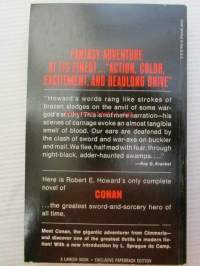 FANTASY ADVENTURE
AT ITS FINEST... "ACTION, COLOR,
EXCITEMENT, AND HEADLONG DRIVE"
"Howard's words rang like strokes of
brazen sledges on the anvil of some war-
god's
narration—his
scenes of carnage evoke an almost tangible
smell of blood. Our ears are deafened by
the clash of sword and war-axe on buckler
and mail. We flee, half mad with fear, through
night-black, adder-haunted swamps....."
—Roy G. Krenkel
Here is Robert E. Howard's only complete
novel of
CONAN
...the greatest sword-and-sorcery hero of
all time.
Meet Conan, the gigantic adventurer from Cimmeria—
and discover one of the greatest thrills in modern fic-
tion! With a new introduction by L. Sprague de Camp.
A LANCER BOOK • EXCLUSIVE PAPERBACK EDITION